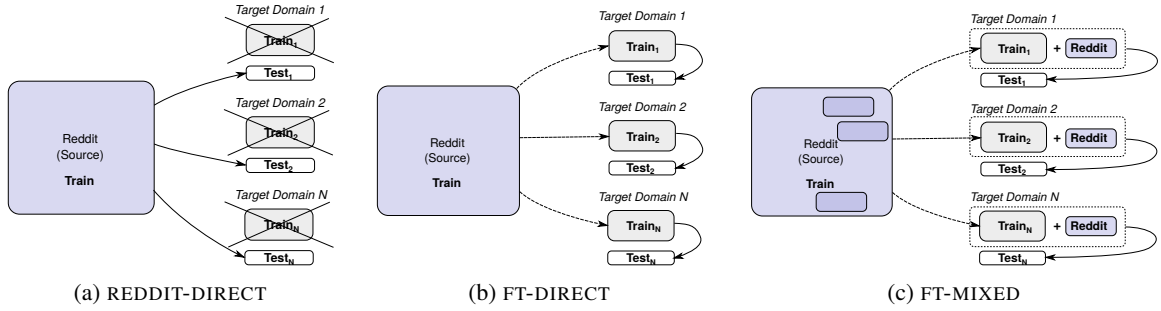 Target Domain 1
Train1
Test1
Target Domain 2
Train2
Test2
Target Domain N
TrainN
TestN
Reddit
(Source)
Train
(a) REDDIT-DIRECT
Target Domain 1
Train1
Test1
Target Domain 2
Train2
Test2
Target Domain N
TrainN
TestN
Reddit
(Source)
Train
(b) FT-DIRECT
Target Domain 1
Train1 + Reddit
Test1
Target Domain 2
Train2 + Reddit
Test2
Target Domain N
TrainN + Reddit
TestN
Reddit
(Source)
Train
(c) FT-MIXED